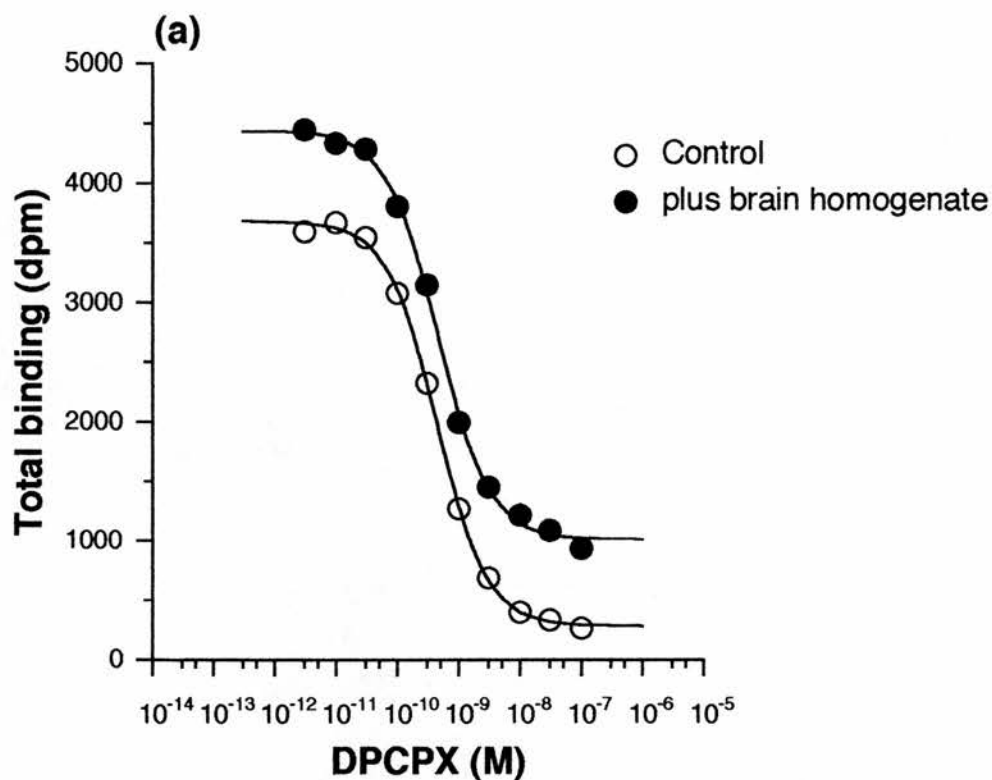 (a)
5000
4000
3000
2000
1000
0
Total binding (dpm)
Control
plus brain homogenate
10-14 10-13 10-12 10-11 10-10 10-9 10-8 10-7 10-6 10-5
DPCPX (M)